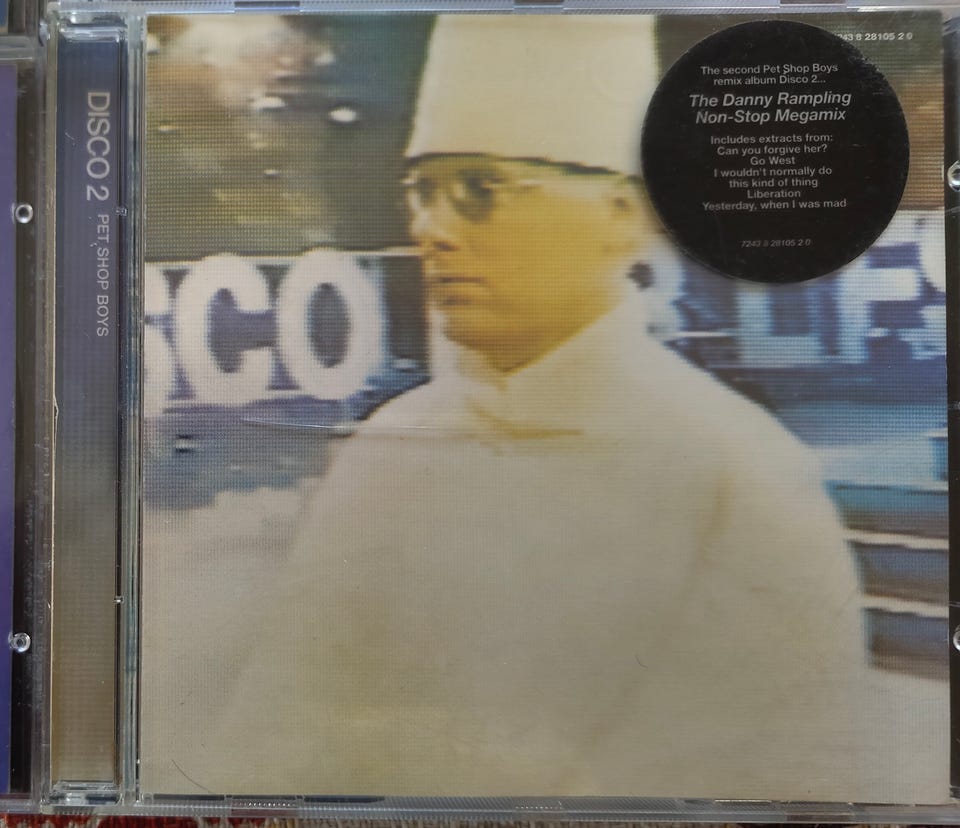 DISCO 2 PET SHOP BOYS
7243 8 28105 2 0
The second Pet Shop Boys
remix album Disco 2...
The Danny Rampling
Non-Stop Megamix
Includes extracts from:
Can you forgive her?
Go West
I wouldn't normally do
this kind of thing
Liberation
Yesterday, when I was mad
7243 8 28105 2 0
SCO